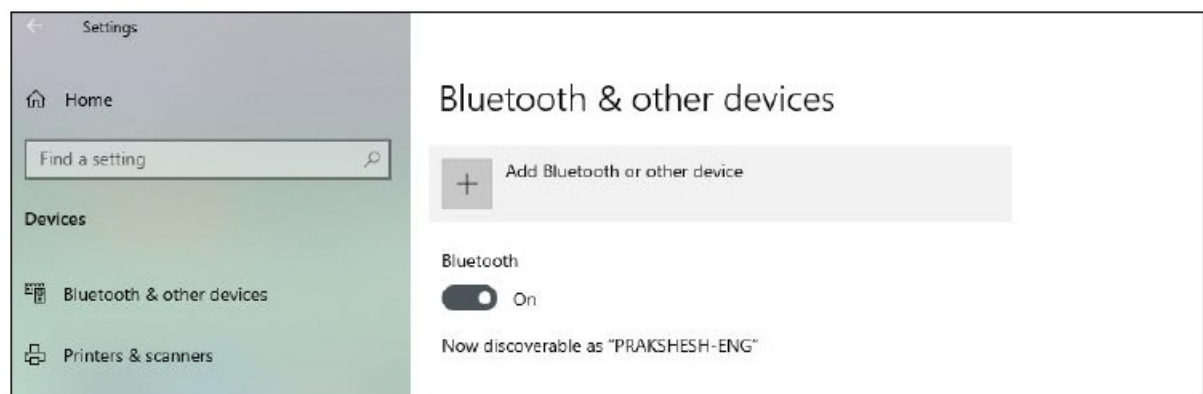 Settings
Home
Find a setting
Devices
Bluetooth & other devices
Printers & scanners
Bluetooth & other devices
Add Bluetooth or other device
Bluetooth
On
Now discoverable as "PRAKSHESH-ENG"